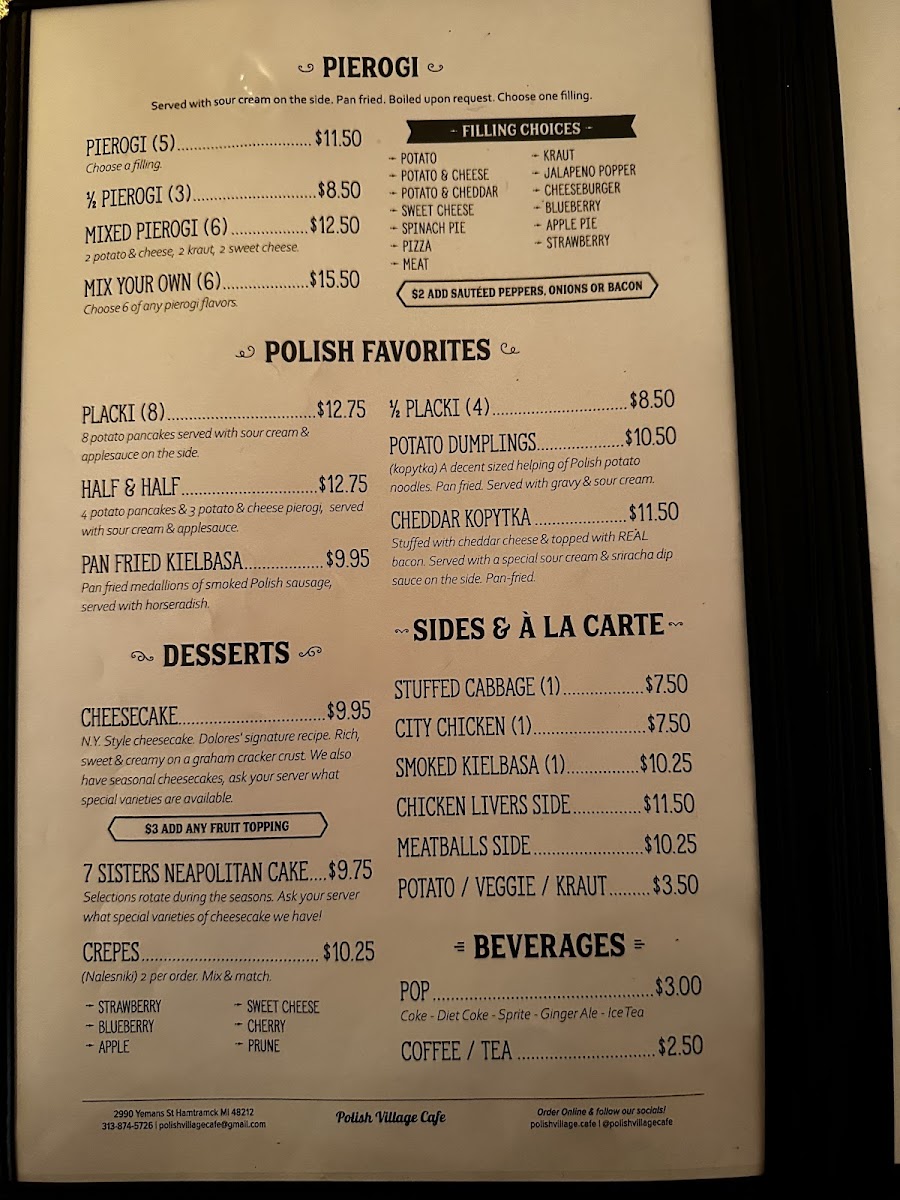 PIEROGI
Served with sour cream on the side. Pan fried. Boiled upon request. Choose one filling.
PIEROGI (5)..........................$11.50
Choose a filling.
½ PIEROGI (3)..........................$8.50
MIXED PIEROGI (6)................$12.50
2 potato & cheese, 2 kraut, 2 sweet cheese.
MIX YOUR OWN (6)..................$15.50
Choose 6 of any pierogi flavors.
- FILLING CHOICES -
- POTATO
- POTATO & CHEESE
- POTATO & CHEDDAR
- SWEET CHEESE
- SPINACH PIE
- PIZZA
- MEAT
- KRAUT
- JALAPENO POPPER
- CHEESEBURGER
- BLUEBERRY
- APPLE PIE
- STRAWBERRY
$2 ADD SAUTÉED PEPPERS, ONIONS OR BACON
POLISH FAVORITES
PLACKI (8)...............................$12.75
8 potato pancakes served with sour cream &
applesauce on the side.
HALF & HALF............................$12.75
4 potato pancakes & 3 potato & cheese pierogi, served
with sour cream & applesauce.
PAN FRIED KIELBASA................$9.95
Pan fried medallions of smoked Polish sausage,
served with horseradish.
½ PLACKI (4)............................$8.50
POTATO DUMPLINGS..................$10.50
(kopytka) A decent sized helping of Polish potato
noodles. Pan fried. Served with gravy & sour cream.
CHEDDAR KOPYTKA...................$11.50
Stuffed with cheddar cheese & topped with REAL
bacon. Served with a special sour cream & sriracha dip
sauce on the side. Pan-fried.
DESSERTS
CHEESECAKE..............................$9.95
N.Y. Style cheesecake. Dolores' signature recipe. Rich,
sweet & creamy on a graham cracker crust. We also
have seasonal cheesecakes, ask your server what
special varieties are available.
$3 ADD ANY FRUIT TOPPING
7 SISTERS NEAPOLITAN CAKE....$9.75
Selections rotate during the seasons. Ask your server
what special varieties of cheesecake we have!
CREPES.....................................$10.25
(Nalesniki) 2 per order. Mix & match.
- STRAWBERRY
- BLUEBERRY
- APPLE
- SWEET CHEESE
- CHERRY
- PRUNE
SIDES & À LA CARTE
STUFFED CABBAGE (1).................$7.50
CITY CHICKEN (1)........................$7.50
SMOKED KIELBASA (1)...............$10.25
CHICKEN LIVERS SIDE..............$11.50
MEATBALLS SIDE.......................$10.25
POTATO / VEGGIE / KRAUT.........$3.50
BEVERAGES
POP..............................................$3.00
Coke - Diet Coke - Sprite - Ginger Ale - Ice Tea
COFFEE / TEA .............................$2.50
2990 Yemans St Hamtramck MI 48212
313-874-5726 | polishvillagecafe@gmail.com
Polish Village Cafe
Order Online & follow our socials!
polishvillage.cafe | @polishvillagecafe